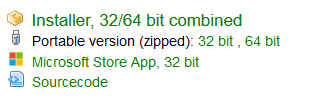 Installer, 32/64 bit combined
Portable version (zipped): 32 bit , 64 bit
Microsoft Store App, 32 bit
Sourcecode